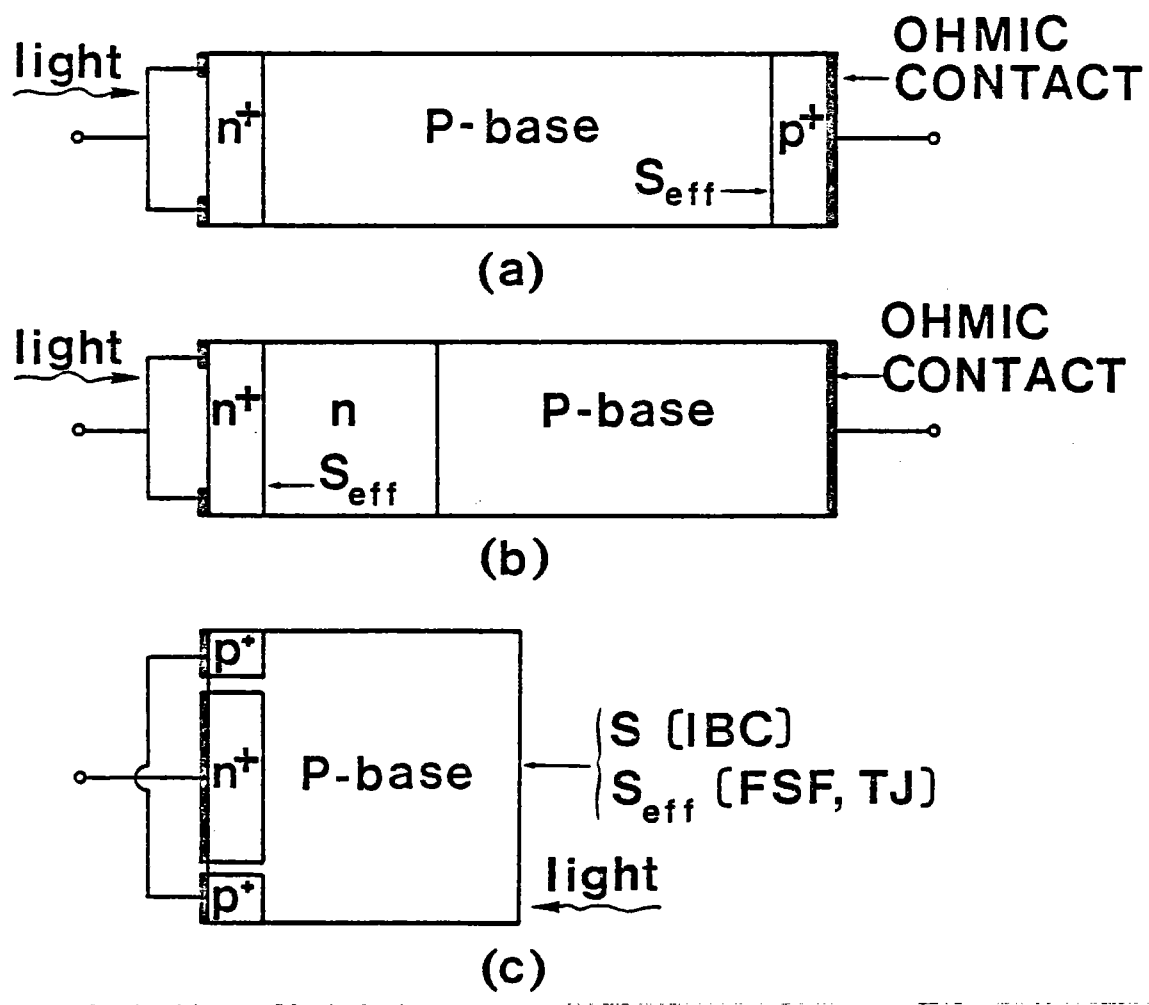 OHMIC
light
CONTACT
n+
P-base
p+
Seff
(a)
OHMIC
light
CONTACT
n+
n
P-base
Seff
(b)
p+
n+
P-base
S [IBC]
Seff [FSF, TJ]
light
p+
(c)